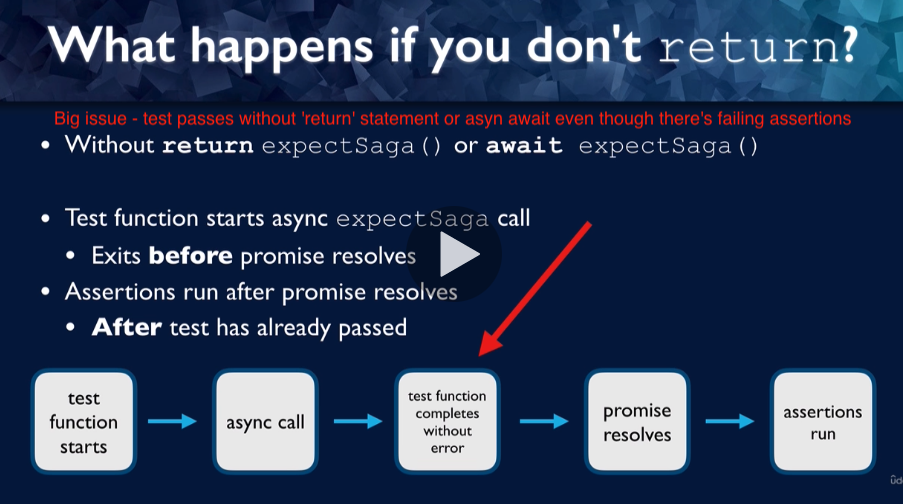 What happens if you don't return?
Big issue - test passes without 'return' statement or asyn await even though there's failing assertions
• Without return expectSaga() or await expectSaga()
• Test function starts async expectSaga call
• Exits before promise resolves
• Assertions run after promise resolves
• After test has already passed
test
function
starts
async call
test function
completes
without
error
promise
resolves
assertions
run